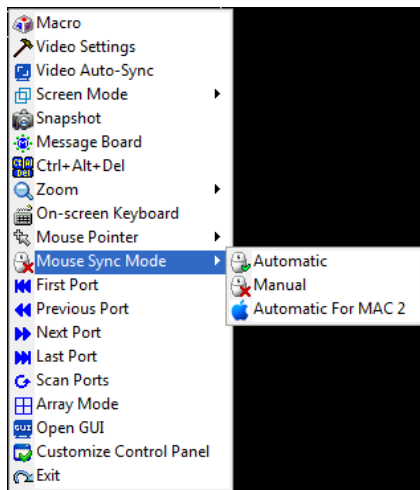 Macro
Video Settings
Video Auto-Sync
Screen Mode
Snapshot
Message Board
Ctrl+Alt+Del
Zoom
On-screen Keyboard
Mouse Pointer
Mouse Sync Mode
Automatic
First Port
Manual
Previous Port
Automatic For MAC 2
Next Port
Last Port
Scan Ports
Array Mode
GUI Open GUI
Customize Control Panel
Exit